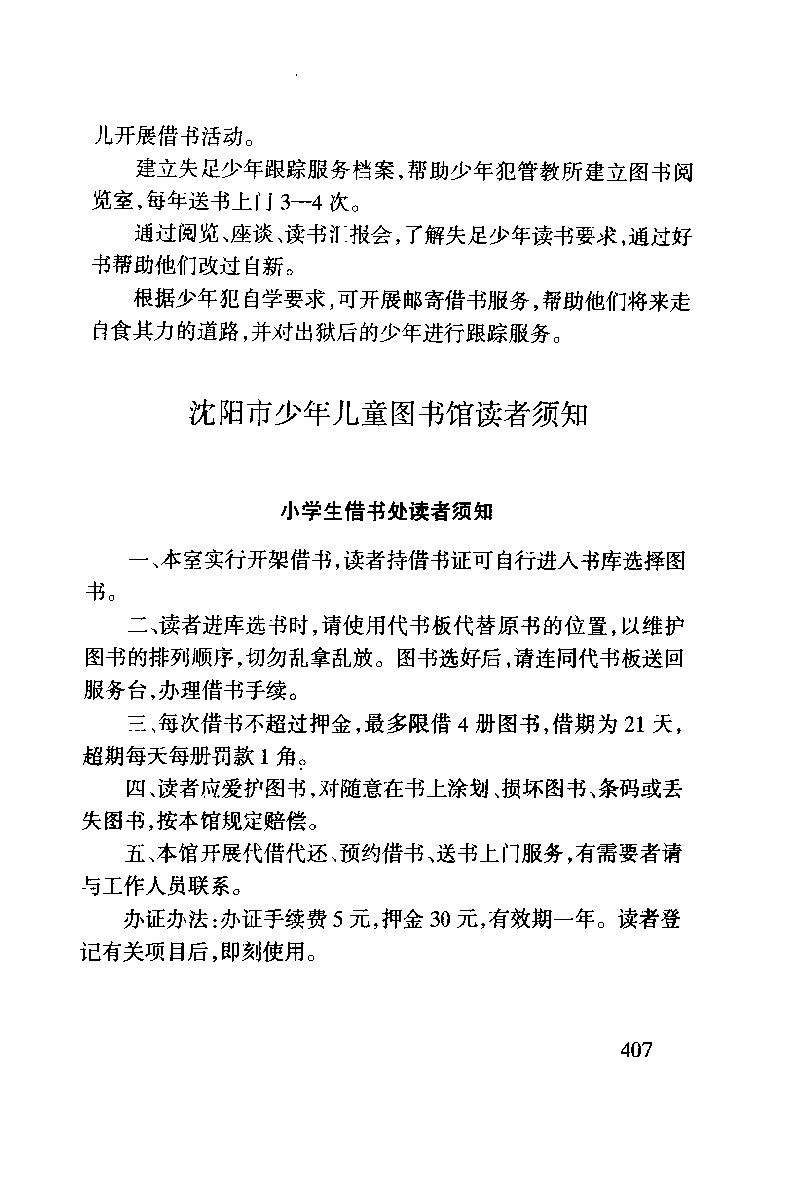 儿开展借书活动。
建立失足少年跟踪服务档案,帮助少年犯管教所建立图书阅
览室,每年送书上门 3—4 次。
通过阅览、座谈、读书汇报会,了解失足少年读书要求,通过好
书帮助他们改过自新。
根据少年犯自学要求,可开展邮寄借书服务,帮助他们将来走
自食其力的道路,并对出狱后的少年进行跟踪服务。
沈阳市少年儿童图书馆读者须知
小学生借书处读者须知
一、本室实行开架借书,读者持借书证可自行进入书库选择图
书。
二、读者进库选书时,请使用代书板代替原书的位置,以维护
图书的排列顺序,切勿乱拿乱放。图书选好后,请连同代书板送回
服务台,办理借书手续。
三、每次借书不超过押金,最多限借 4 册图书,借期为 21 天,
超期每天每册罚款 1 角。
四、读者应爱护图书,对随意在书上涂划、损坏图书、条码或丢
失图书,按本馆规定赔偿。
五、本馆开展代借代还、预约借书、送书上门服务,有需要者请
与工作人员联系。
办证办法:办证手续费 5 元,押金 30 元,有效期一年。读者登
记有关项目后,即刻使用。
407